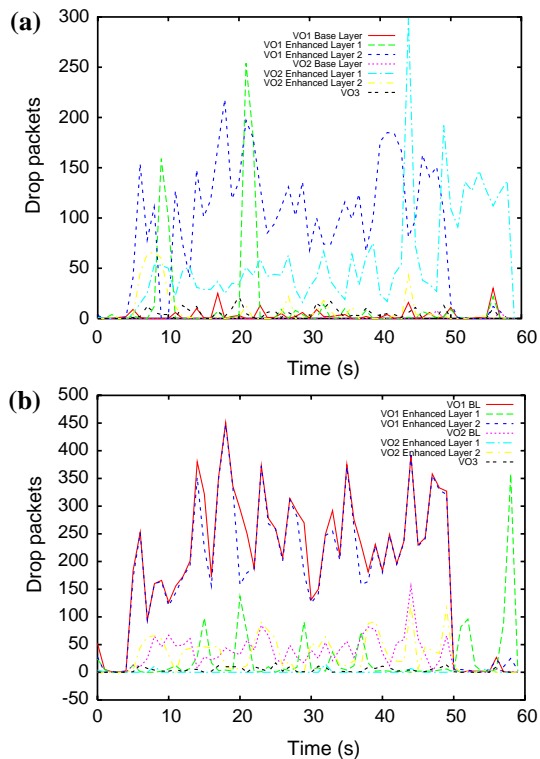 (a)
VO1 Base Layer
VO1 Enhanced Layer 1
VO1 Enhanced Layer 2
VO2 Base Layer
VO2 Enhanced Layer 1
VO2 Enhanced Layer 2
VO3
300
250
200
150
100
50
0
Drop packets
0 10 20 30 40 50 60
Time (s)
(b)
VO1 BL
VO1 Enhanced Layer 1
VO1 Enhanced Layer 2
VO2 BL
VO2 Enhanced Layer 1
VO2 Enhanced Layer 2
VO3
500
450
400
350
300
250
200
150
100
50
0
-50
Drop packets
0 10 20 30 40 50 60
Time (s)